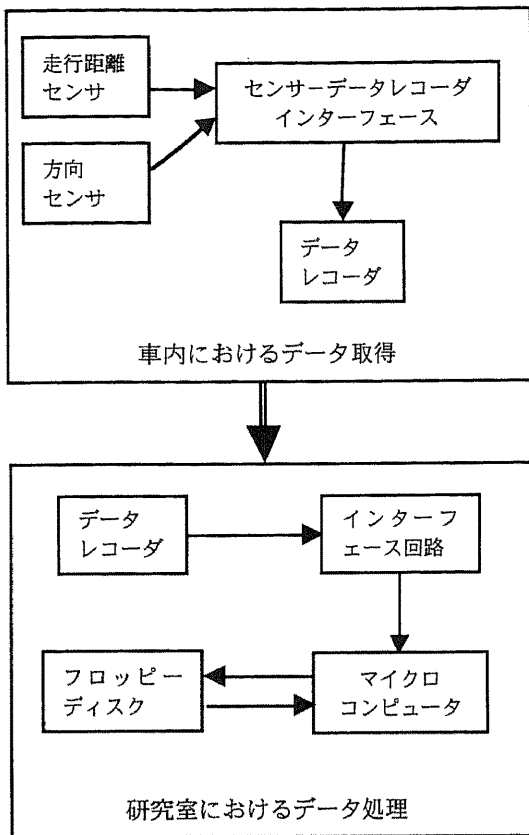 走行距離
センサ
センサーデータレコーダ
インターフェース
方向
センサ
データ
レコーダ
車内におけるデータ取得
データ
レコーダ
インターフ
ェース回路
フロッピー
ディスク
マイクロ
コンピュータ
研究室におけるデータ処理